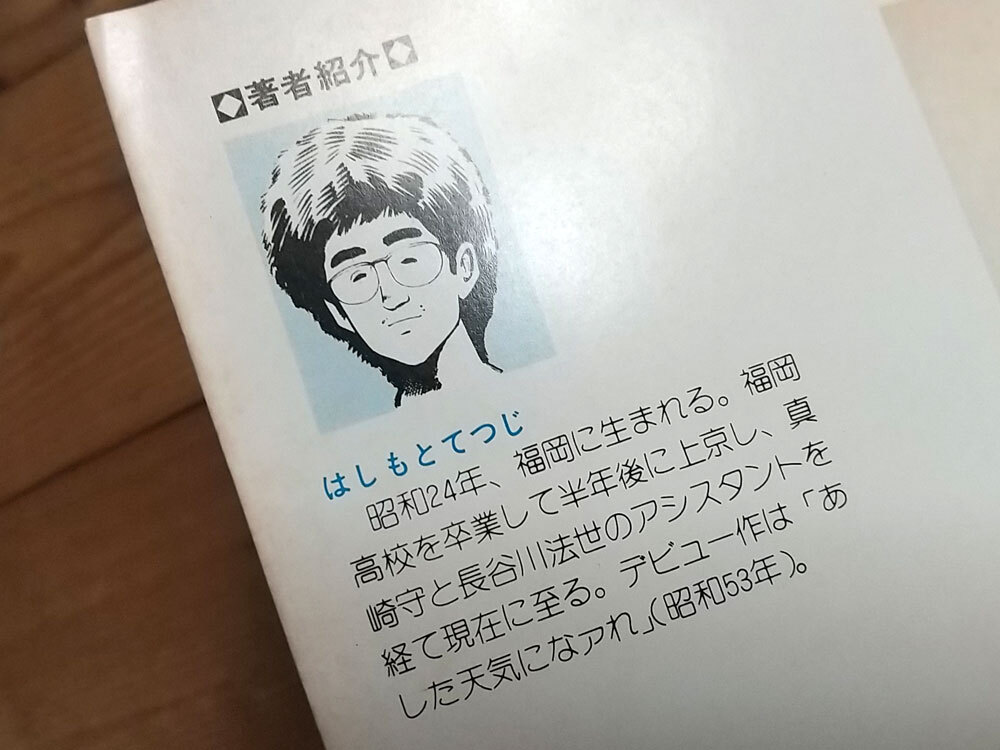 著者紹介
はしもとてつじ
昭和24年、福岡に生まれる。福岡
高校を卒業して半年後に上京し、真
崎守と長谷川法世のアシスタントを
経て現在に至る。デビュー作は「あ
した天気になアれ」(昭和53年)。